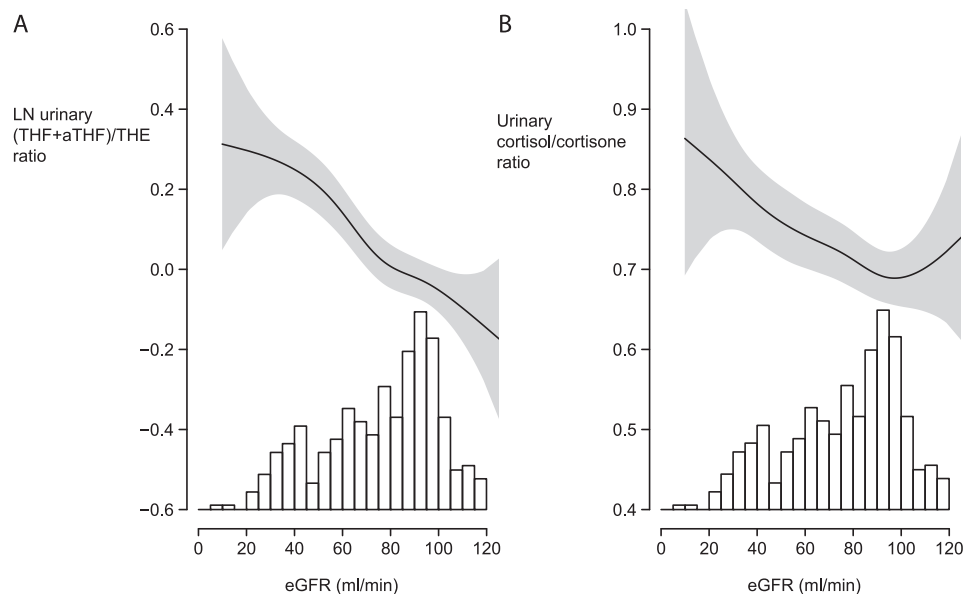 A
LN urinary
(THF+aTHF)/THE
ratio
0.6
0.4
0.2
0.0
−0.2
−0.4
−0.6
0 20 40 60 80 100 120
eGFR (ml/min)
B
Urinary
cortisol/cortisone
ratio
1.0
0.9
0.8
0.7
0.6
0.5
0.4
0 20 40 60 80 100 120
eGFR (ml/min)